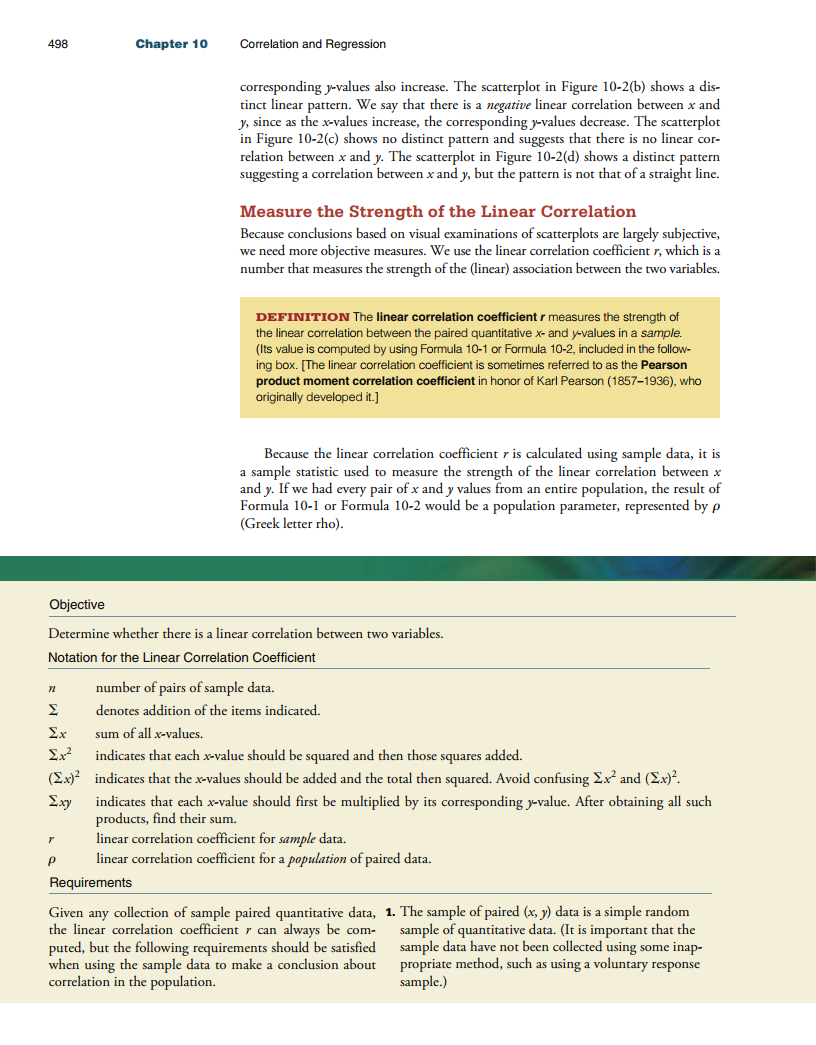 498 Chapter 10 Correlation and Regression
corresponding y-values also increase. The scatterplot in Figure 10-2(b) shows a dis-
tinct linear pattern. We say that there is a negative linear correlation between x and
y, since as the x-values increase, the corresponding y-values decrease. The scatterplot
in Figure 10-2(c) shows no distinct pattern and suggests that there is no linear cor-
relation between x and y. The scatterplot in Figure 10-2(d) shows a distinct pattern
suggesting a correlation between x and y, but the pattern is not that of a straight line.
Measure the Strength of the Linear Correlation
Because conclusions based on visual examinations of scatterplots are largely subjective,
we need more objective measures. We use the linear correlation coefficient r, which is a
number that measures the strength of the (linear) association between the two variables.
DEFINITION The linear correlation coefficient r measures the strength of
the linear correlation between the paired quantitative x- and y-values in a sample.
(Its value is computed by using Formula 10-1 or Formula 10-2, included in the follow-
ing box. [The linear correlation coefficient is sometimes referred to as the Pearson
product moment correlation coefficient in honor of Karl Pearson (1857–1936), who
originally developed it.]
Because the linear correlation coefficient r is calculated using sample data, it is
a sample statistic used to measure the strength of the linear correlation between x
and y. If we had every pair of x and y values from an entire population, the result of
Formula 10-1 or Formula 10-2 would be a population parameter, represented by ρ
(Greek letter rho).
Objective
Determine whether there is a linear correlation between two variables.
Notation for the Linear Correlation Coefficient
n number of pairs of sample data.
Σ denotes addition of the items indicated.
Σx sum of all x-values.
Σx² indicates that each x-value should be squared and then those squares added.
(Σx)² indicates that the x-values should be added and the total then squared. Avoid confusing Σx² and (Σx)².
Σxy indicates that each x-value should first be multiplied by its corresponding y-value. After obtaining all such
products, find their sum.
r linear correlation coefficient for sample data.
ρ linear correlation coefficient for a population of paired data.
Requirements
Given any collection of sample paired quantitative data,
the linear correlation coefficient r can always be com-
puted, but the following requirements should be satisfied
when using the sample data to make a conclusion about
correlation in the population.
1. The sample of paired (x, y) data is a simple random
sample of quantitative data. (It is important that the
sample data have not been collected using some inap-
propriate method, such as using a voluntary response
sample.)